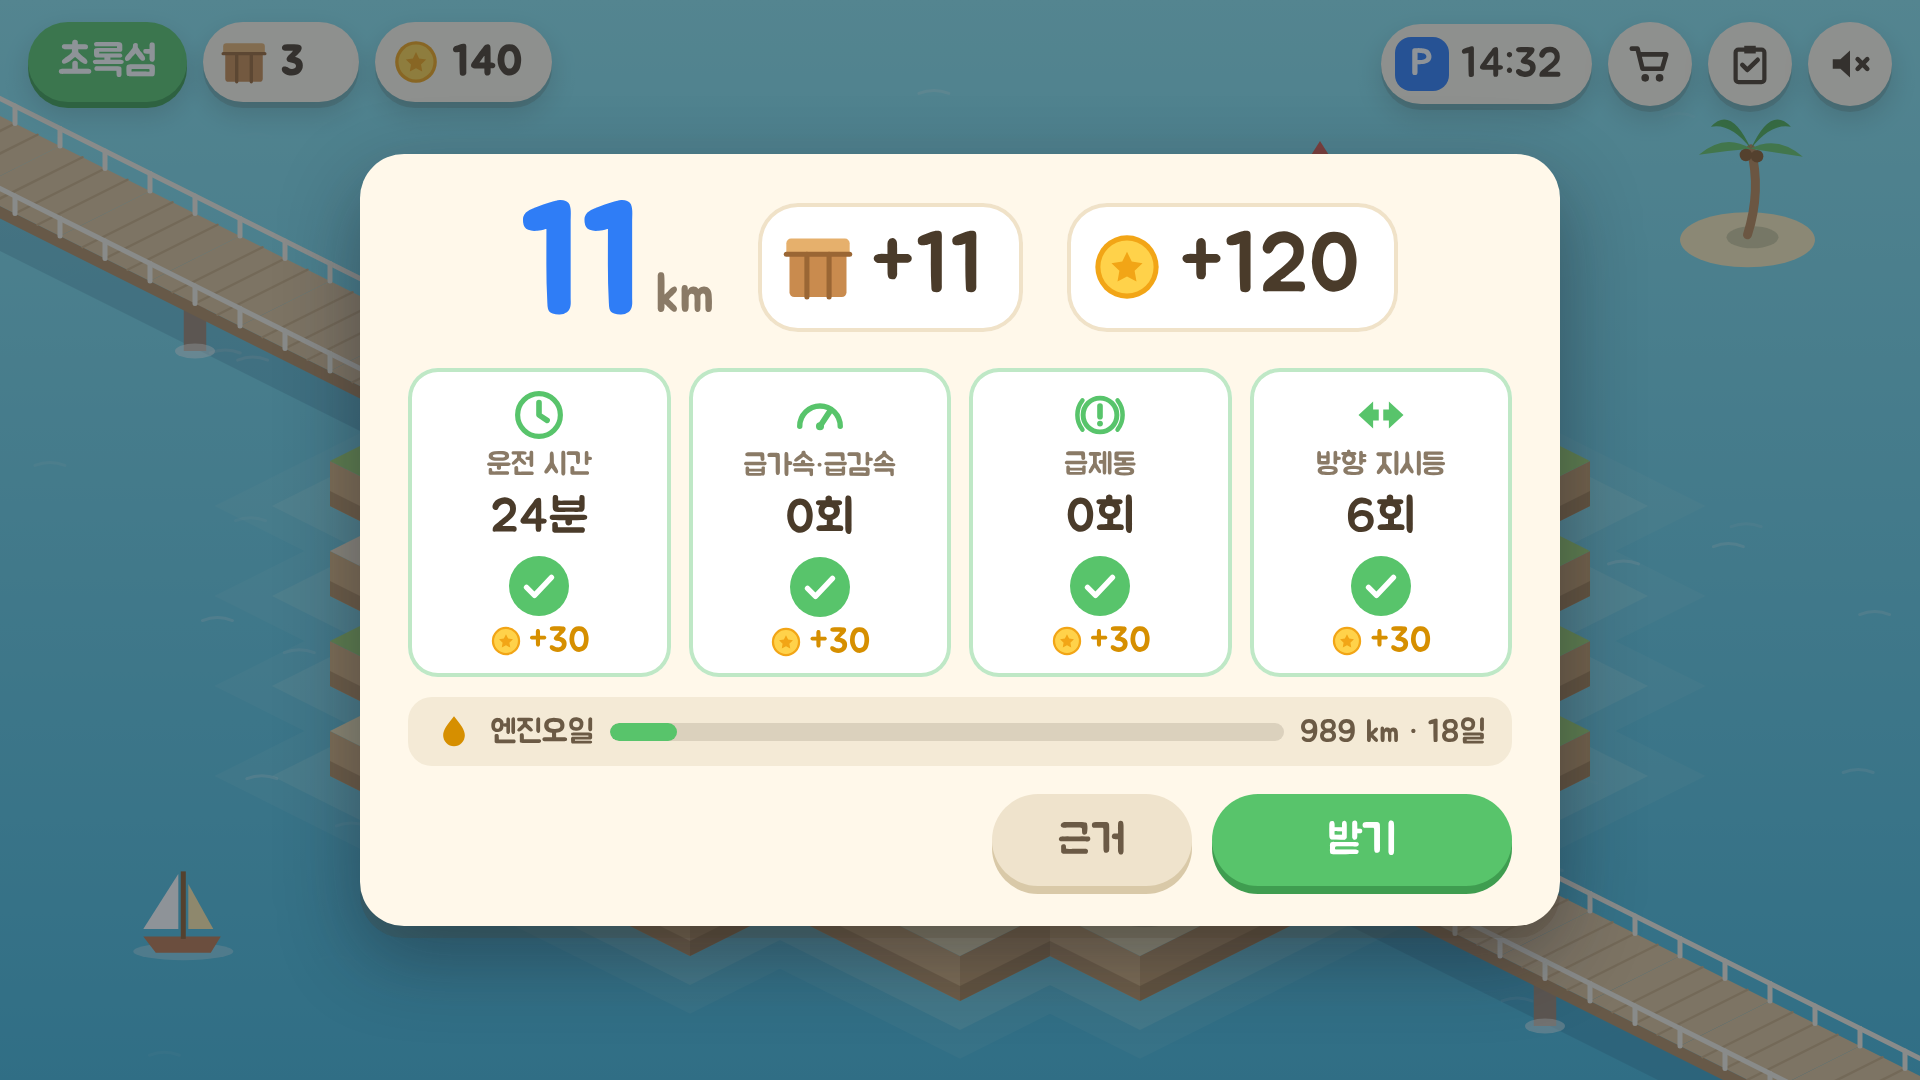 초록섬
3
140
P 14:32
11 km
+11
+120
운전 시간
24분
+30
급가속·급감속
0회
+30
급제동
0회
+30
방향 지시등
6회
+30
엔진오일
989 km · 18일
근거
받기